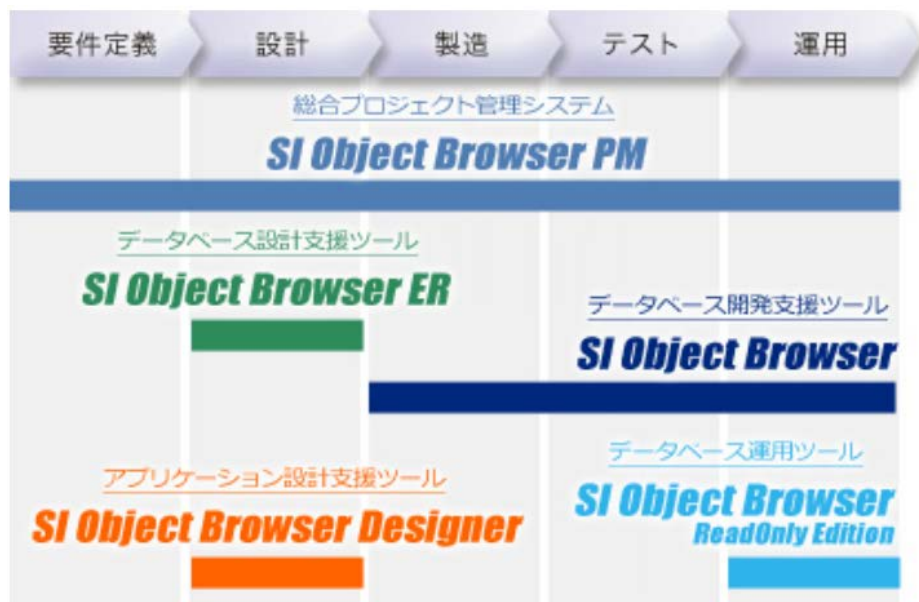 要件定義 設計 製造 テスト 運用
総合プロジェクト管理システム
SI Object Browser PM
データベース設計支援ツール
SI Object Browser ER
データベース開発支援ツール
SI Object Browser
アプリケーション設計支援ツール
SI Object Browser Designer
データベース運用ツール
SI Object Browser
ReadOnly Edition